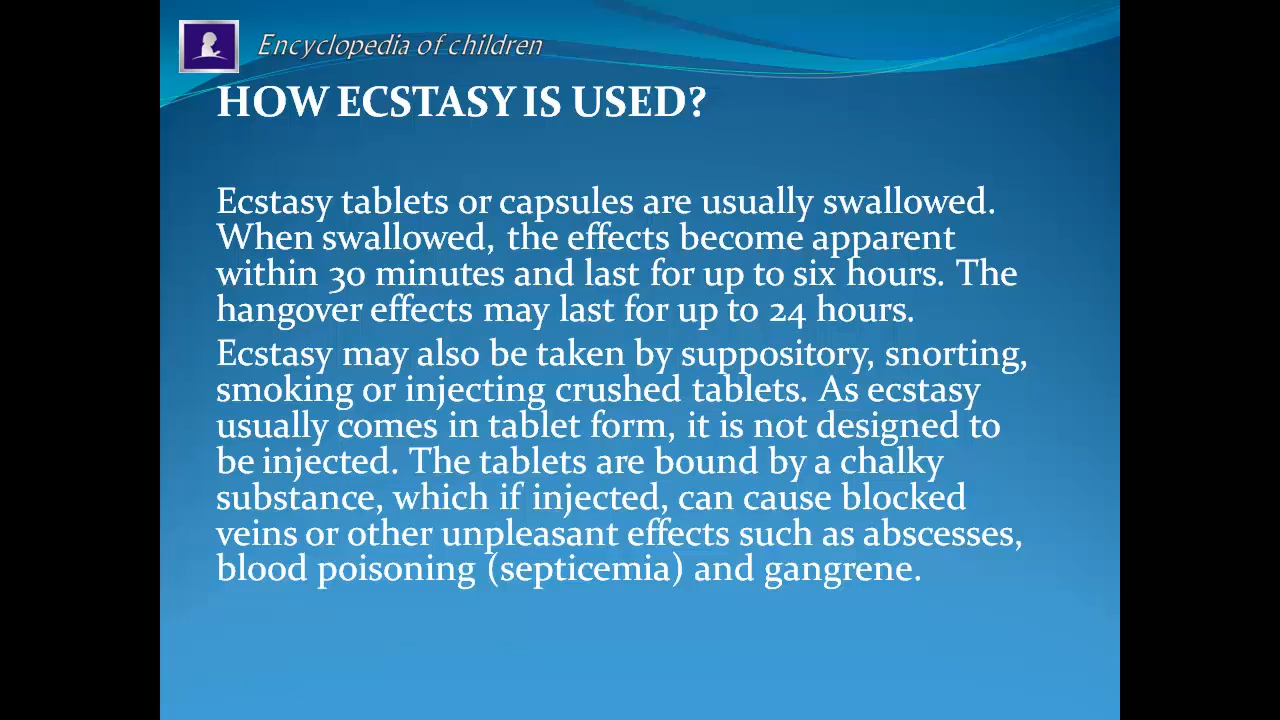 Encyclopedia of children
HOW ECSTASY IS USED?
Ecstasy tablets or capsules are usually swallowed.
When swallowed, the effects become apparent
within 30 minutes and last for up to six hours. The
hangover effects may last for up to 24 hours.
Ecstasy may also be taken by suppository, snorting,
smoking or injecting crushed tablets. As ecstasy
usually comes in tablet form, it is not designed to
be injected. The tablets are bound by a chalky
substance, which if injected, can cause blocked
veins or other unpleasant effects such as abscesses,
blood poisoning (septicemia) and gangrene.